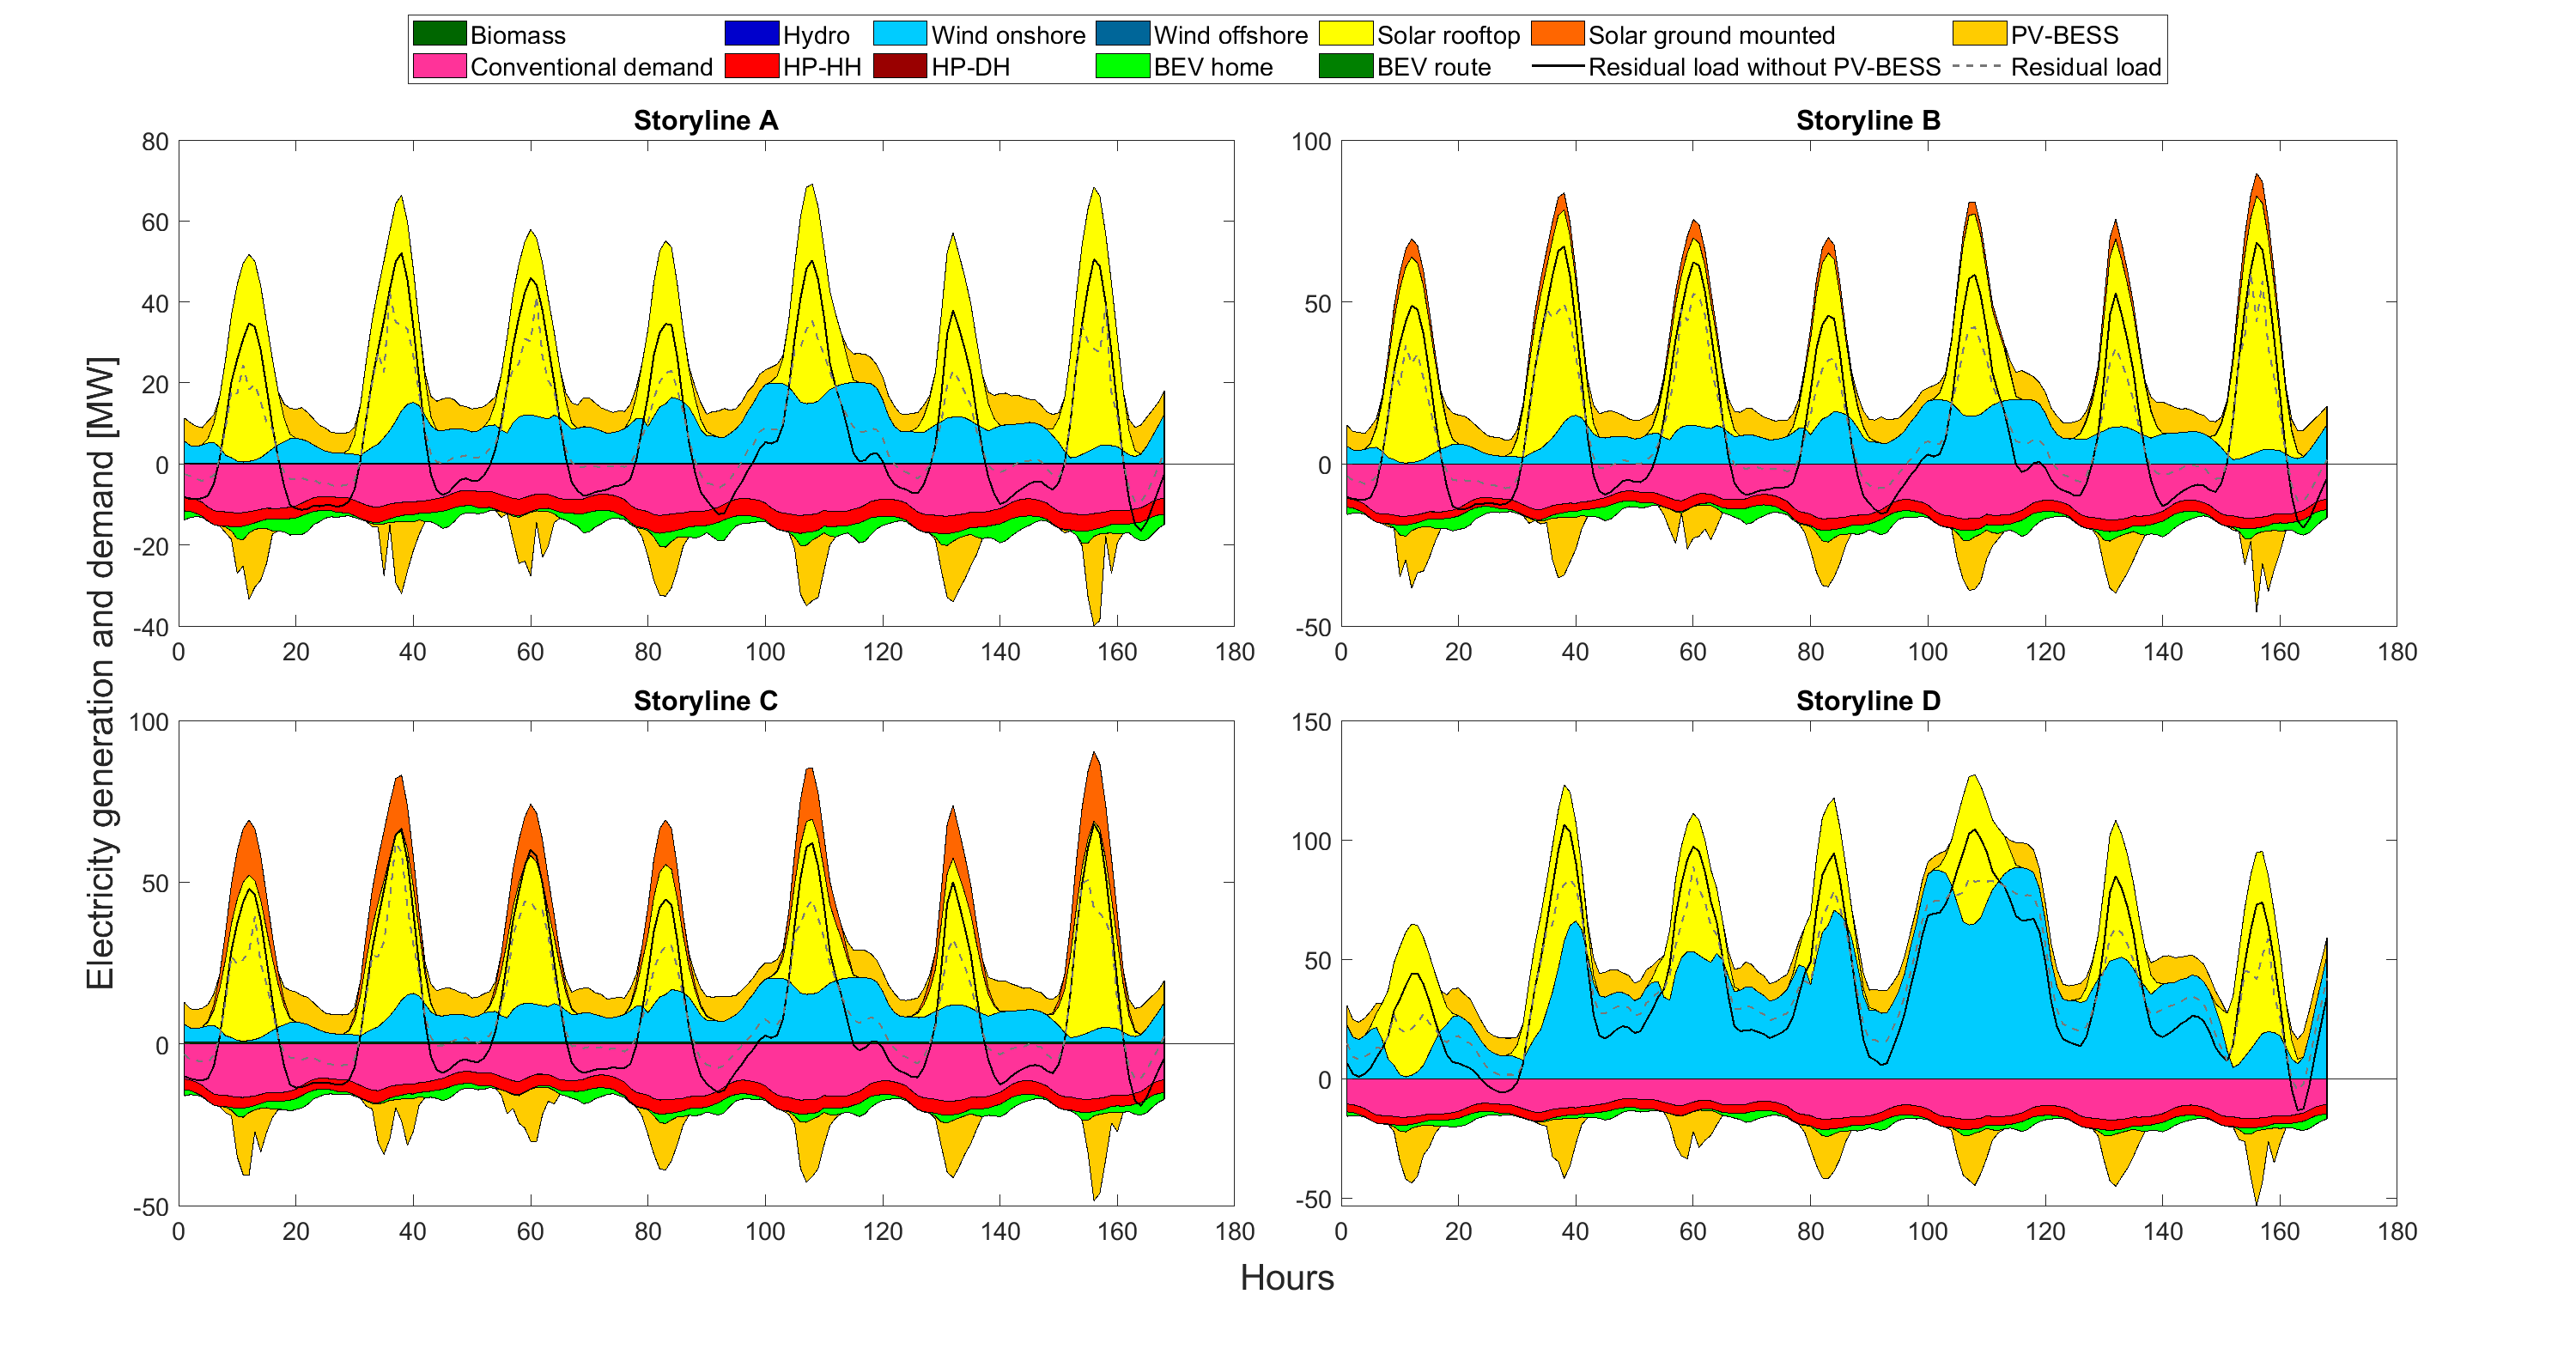 Biomass Hydro Wind onshore Wind offshore Solar rooftop Solar ground mounted PV-BESS
Conventional demand HP-HH HP-DH BEV home BEV route Residual load without PV-BESS Residual load
Electricity generation and demand [MW]
Storyline A
80
60
40
20
0
-20
-40
0 20 40 60 80 100 120 140 160 180
Storyline B
100
50
0
-50
0 20 40 60 80 100 120 140 160 180
Storyline C
100
50
0
-50
0 20 40 60 80 100 120 140 160 180
Storyline D
150
100
50
0
-50
0 20 40 60 80 100 120 140 160 180
Hours